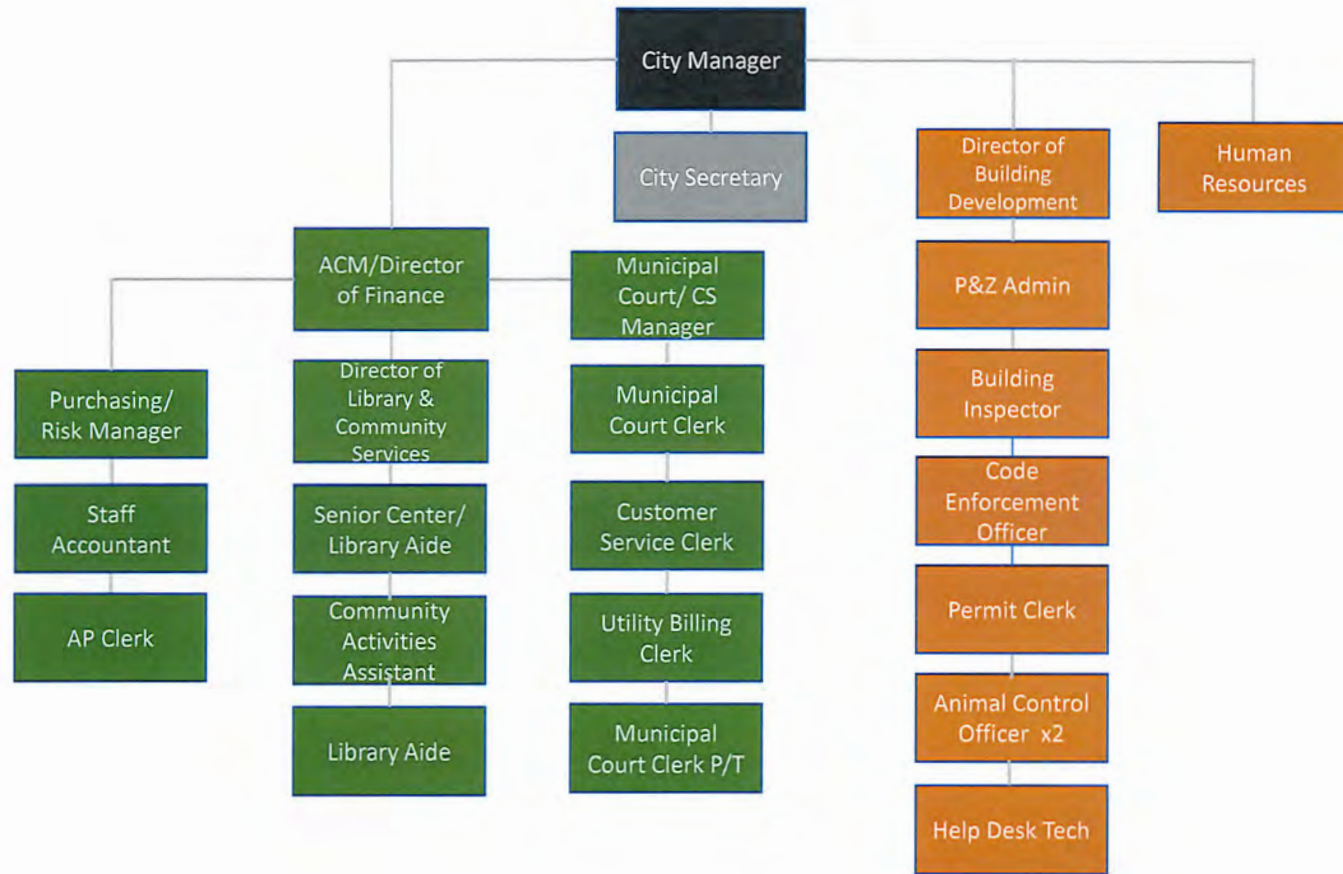 City Manager
City Secretary
Director of
Building
Development
Human
Resources
ACM/Director
of Finance
Municipal
Court/ CS
Manager
P&Z Admin
Purchasing/
Risk Manager
Director of
Library &
Community
Services
Municipal
Court Clerk
Building
Inspector
Staff
Accountant
Senior Center/
Library Aide
Customer
Service Clerk
Code
Enforcement
Officer
AP Clerk
Community
Activities
Assistant
Utility Billing
Clerk
Permit Clerk
Library Aide
Municipal
Court Clerk P/T
Animal Control
Officer x2
Help Desk Tech